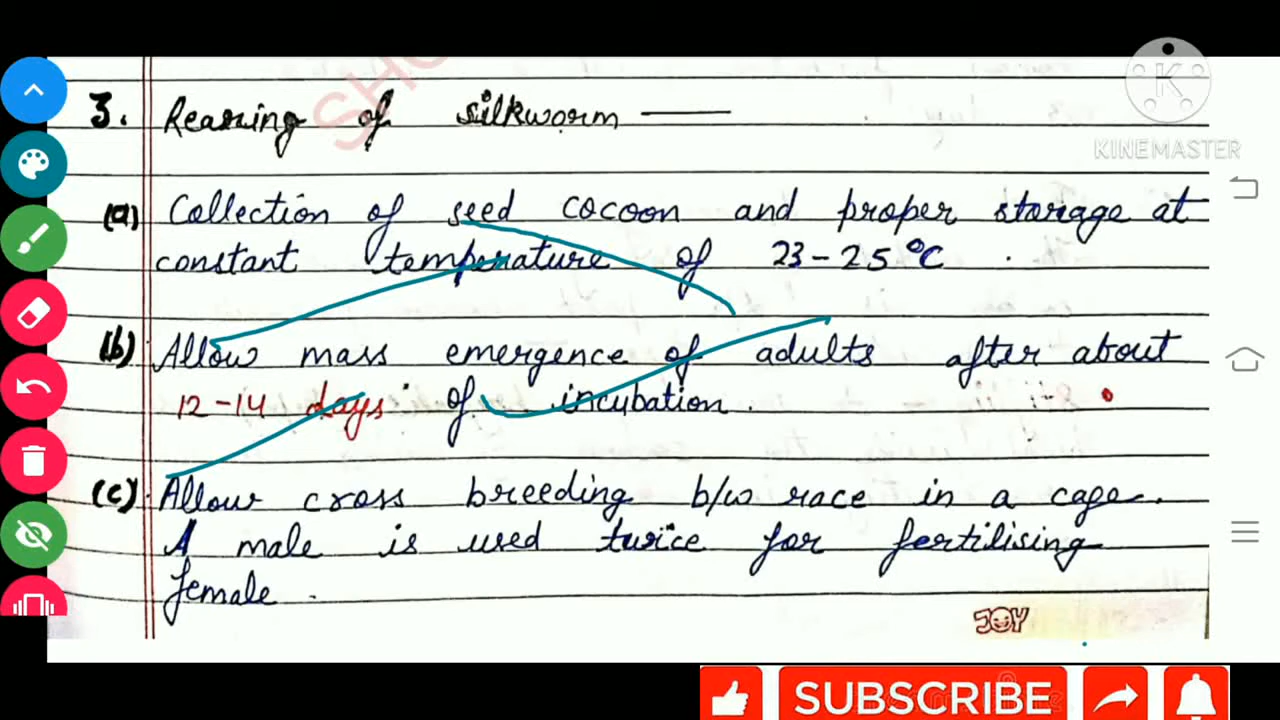 KINEMASTER
3. Rearing of silkworm
(a) Collection of seed cocoon and proper storage at
constant temperature of 23-25°C.
(b) Allow mass emergence of adults after about
12-14 days of incubation.
(c) Allow cross breeding b/w race in a cage.
A male is used twice for fertilising
female.
JOY
SUBSCRIBE